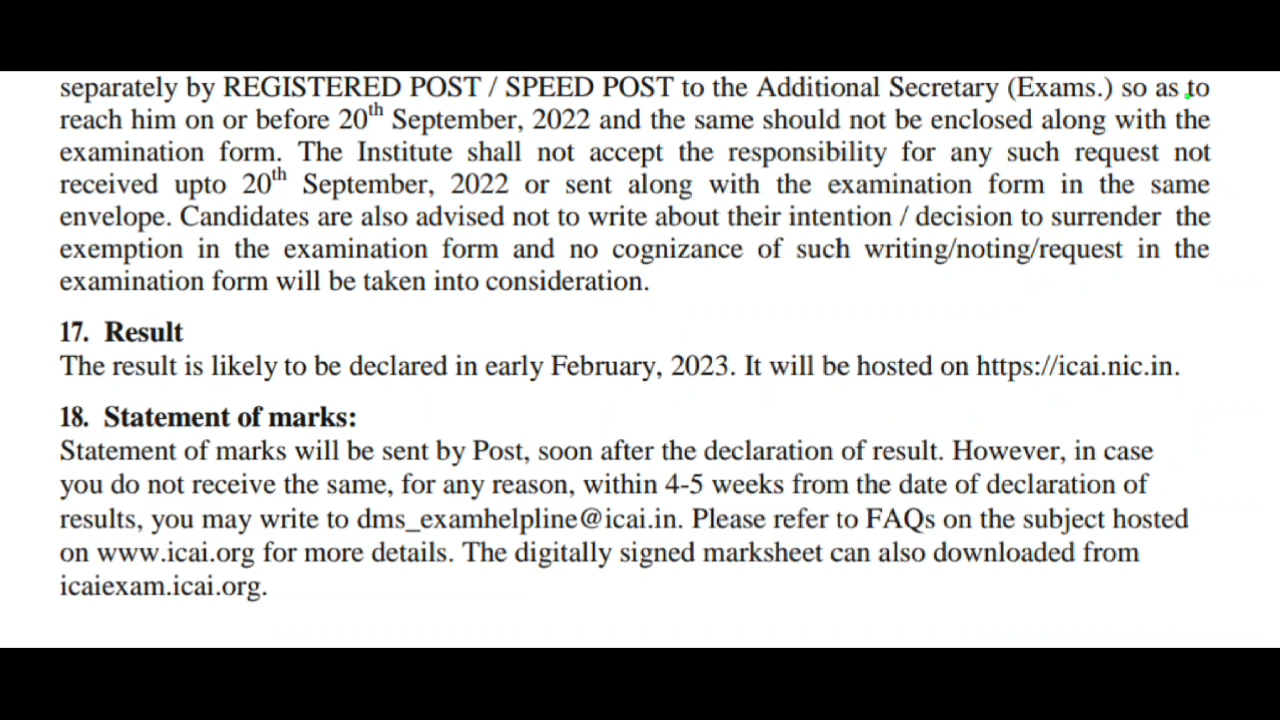 separately by REGISTERED POST / SPEED POST to the Additional Secretary (Exams.) so as to
reach him on or before 20th September, 2022 and the same should not be enclosed along with the
examination form. The Institute shall not accept the responsibility for any such request not
received upto 20th September, 2022 or sent along with the examination form in the same
envelope. Candidates are also advised not to write about their intention / decision to surrender the
exemption in the examination form and no cognizance of such writing/noting/request in the
examination form will be taken into consideration.
17. Result
The result is likely to be declared in early February, 2023. It will be hosted on https://icai.nic.in.
18. Statement of marks:
Statement of marks will be sent by Post, soon after the declaration of result. However, in case
you do not receive the same, for any reason, within 4-5 weeks from the date of declaration of
results, you may write to dms_examhelpline@icai.in. Please refer to FAQs on the subject hosted
on www.icai.org for more details. The digitally signed marksheet can also downloaded from
icaiexam.icai.org.